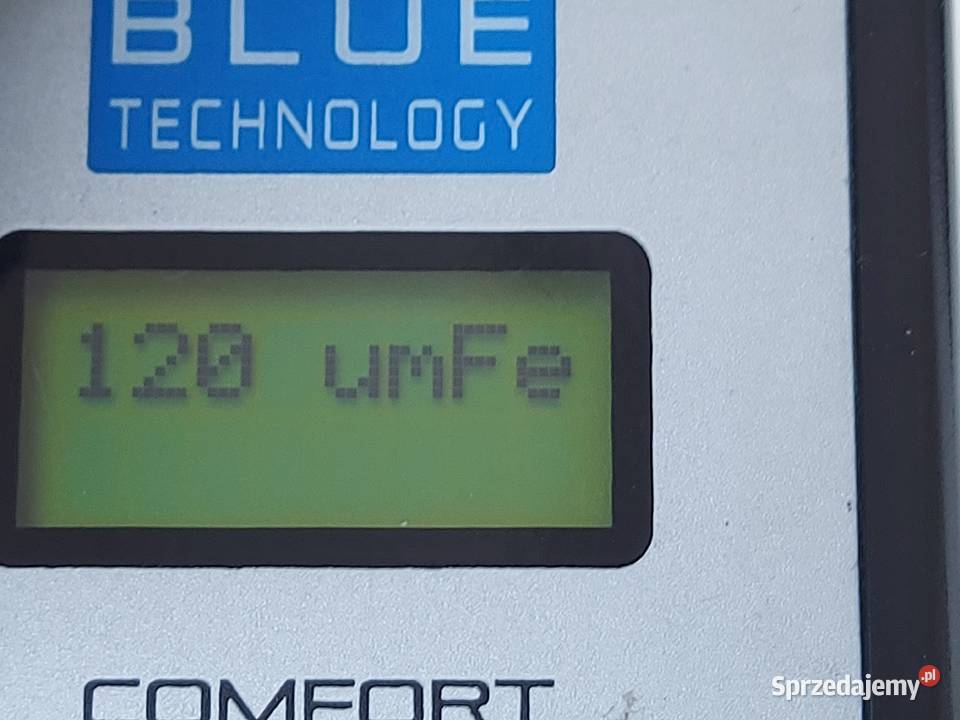 BLUE
TECHNOLOGY
120 umFe
COMFORT
Sprzedajemy.pl